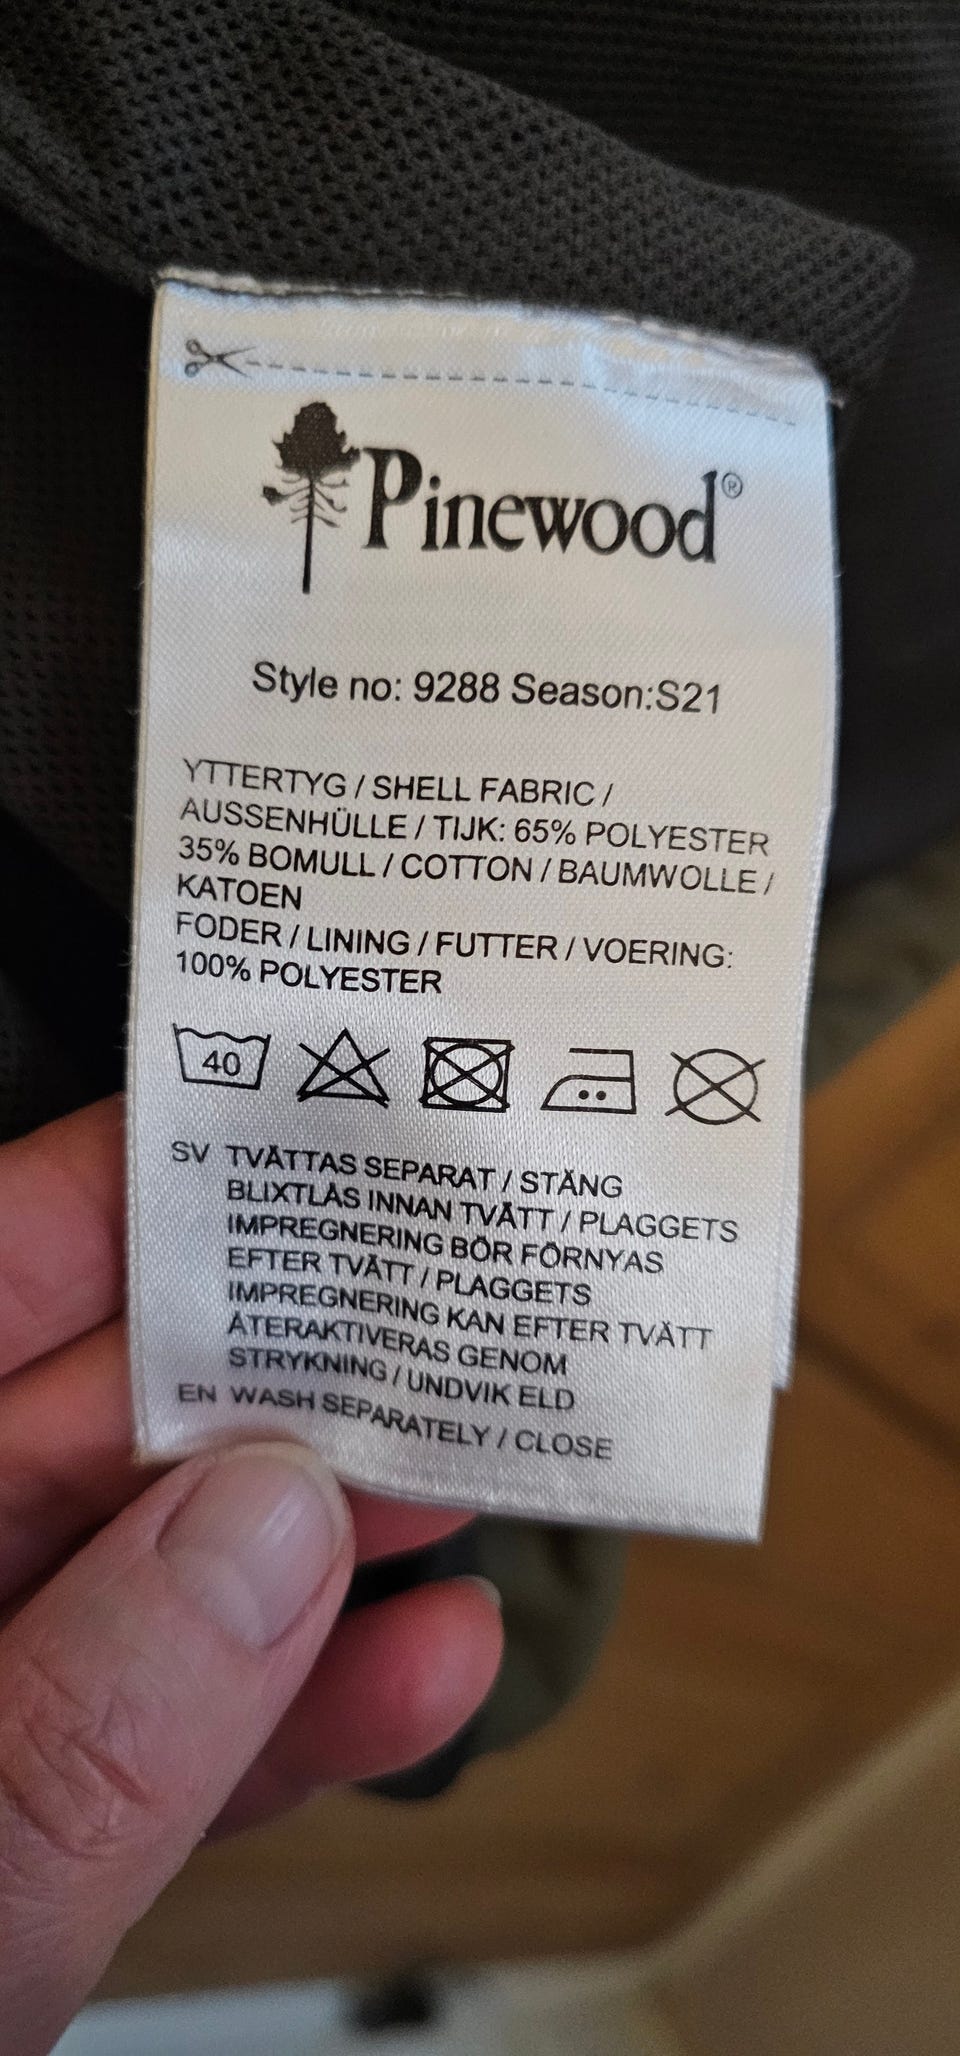 Pinewood®
Style no: 9288 Season:S21
YTTERTYG / SHELL FABRIC /
AUSSENHÜLLE / TIJK: 65% POLYESTER
35% BOMULL / COTTON / BAUMWOLLE /
KATOEN
FODER / LINING / FUTTER / VOERING:
100% POLYESTER
40
SV TVÄTTAS SEPARAT / STÄNG
BLIXTLÅS INNAN TVÄTT / PLAGGETS
IMPREGNERING BÖR FÖRNYAS
EFTER TVÄTT / PLAGGETS
IMPREGNERING KAN EFTER TVÄTT
ÅTERAKTIVERAS GENOM
STRYKNING / UNDVIK ELD
EN WASH SEPARATELY / CLOSE